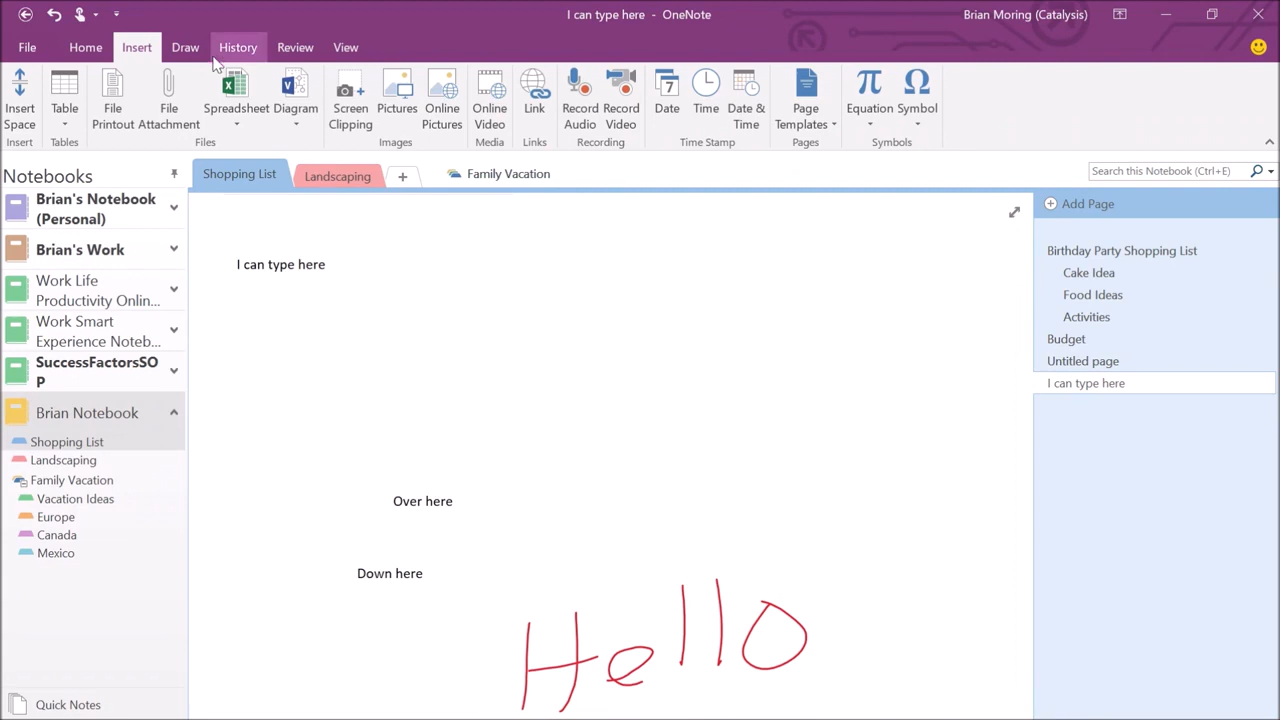 I can type here - OneNote
Brian Moring (Catalysis)
File Home Insert Draw History Review View
Insert Space
Table
File Printout
File Attachment
Spreadsheet
Diagram
Screen Clipping
Pictures
Online Pictures
Online Video
Link
Record Audio
Record Video
Date
Time
Date & Time
Page Templates
Equation
Symbol
Insert Tables Files Images Media Links Recording Time Stamp Pages Symbols
Notebooks
Brian's Notebook
(Personal)
Brian's Work
Work Life
Productivity Onlin...
Work Smart
Experience Noteb...
SuccessFactorsSO
P
Brian Notebook
Shopping List
Landscaping
Family Vacation
Vacation Ideas
Europe
Canada
Mexico
Quick Notes
Shopping List Landscaping + Family Vacation
Search this Notebook (Ctrl+E)
I can type here
Over here
Down here
Hello
Add Page
Birthday Party Shopping List
Cake Idea
Food Ideas
Activities
Budget
Untitled page
I can type here